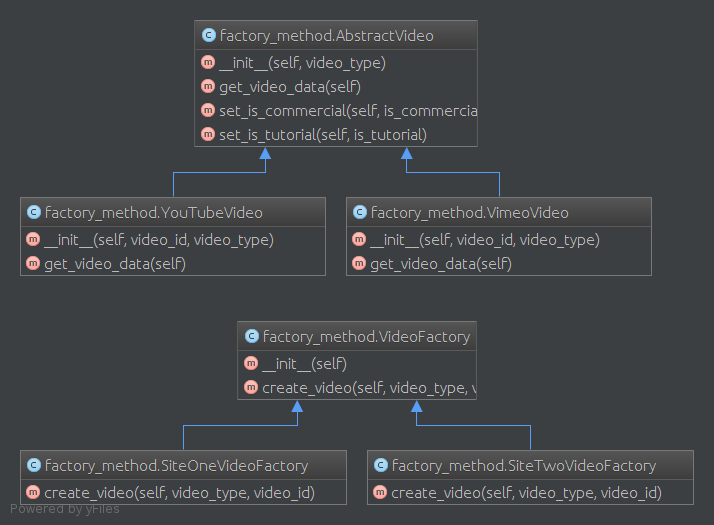 factory_method.AbstractVideo
__init__(self, video_type)
get_video_data(self)
set_is_commercial(self, is_commercia
set_is_tutorial(self, is_tutorial)
factory_method.YouTubeVideo
__init__(self, video_id, video_type)
get_video_data(self)
factory_method.VimeoVideo
__init__(self, video_id, video_type)
get_video_data(self)
factory_method.VideoFactory
__init__(self)
create_video(self, video_type, v
factory_method.SiteOneVideoFactory
create_video(self, video_type, video_id)
factory_method.SiteTwoVideoFactory
create_video(self, video_type, video_id)
Powered by yFiles